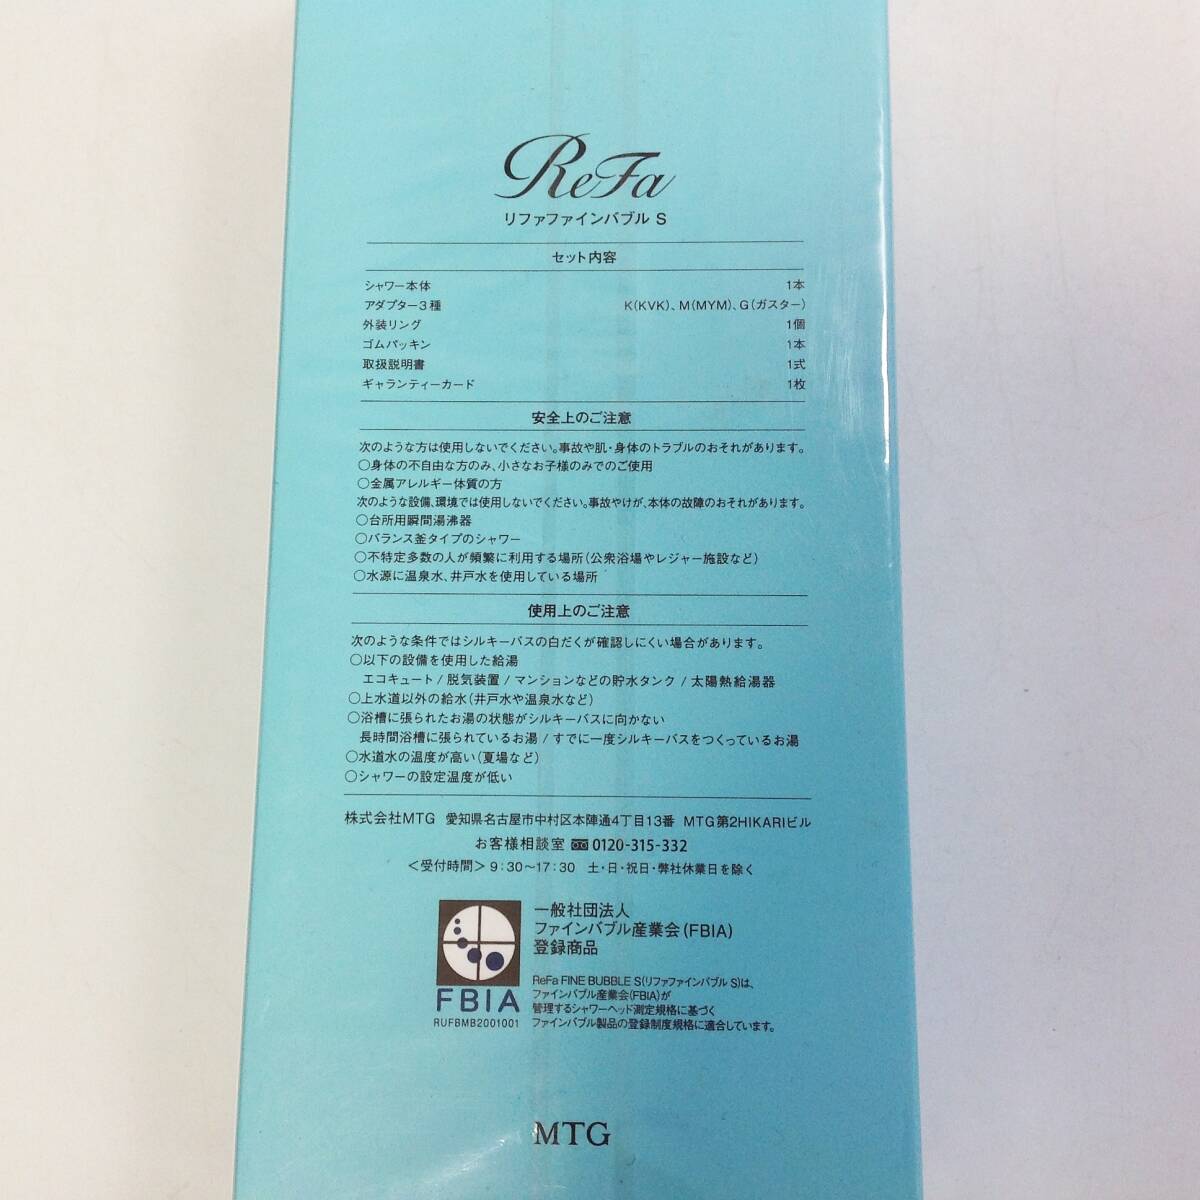 ReFa
リファファインバブル S
セット内容
シャワー本体 1本
アダプター3種 K(KVK)、M(MYM)、G(ガスター)
外装リング 1個
ゴムパッキン 1本
取扱説明書 1式
ギャランティーカード 1枚
安全上のご注意
次のような方は使用しないでください。事故や肌・身体のトラブルのおそれがあります。
○身体の不自由な方のみ、小さなお子様のみでのご使用
○金属アレルギー体質の方
次のような設備、環境では使用しないでください。事故やけが、本体の故障のおそれがあります。
○台所用瞬間湯沸器
○バランス釜タイプのシャワー
○不特定多数の人が頻繁に利用する場所(公衆浴場やレジャー施設など)
○水源に温泉水、井戸水を使用している場所
使用上のご注意
次のような条件ではシルキーバスの白だくが確認しにくい場合があります。
○以下の設備を使用した給湯
エコキュート / 脱気装置 / マンションなどの貯水タンク / 太陽熱給湯器
○上水道以外の給水(井戸水や温泉水など)
○浴槽に張られたお湯の状態がシルキーバスに向かない
長時間浴槽に張られているお湯 / すでに一度シルキーバスをつくっているお湯
○水道水の温度が高い(夏場など)
○シャワーの設定温度が低い
株式会社MTG 愛知県名古屋市中村区本陣通4丁目13番 MTG第2HIKARIビル
お客様相談室 0120-315-332
<受付時間> 9:30〜17:30 土・日・祝日・弊社休業日を除く
一般社団法人
ファインバブル産業会(FBIA)
登録商品
FBIA
RUFBMB2001001
ReFa FINE BUBBLE S(リファファインバブル S)は、
ファインバブル産業会(FBIA)が
管理するシャワーヘッド測定規格に基づく
ファインバブル製品の登録制度規格に適合しています。
MTG